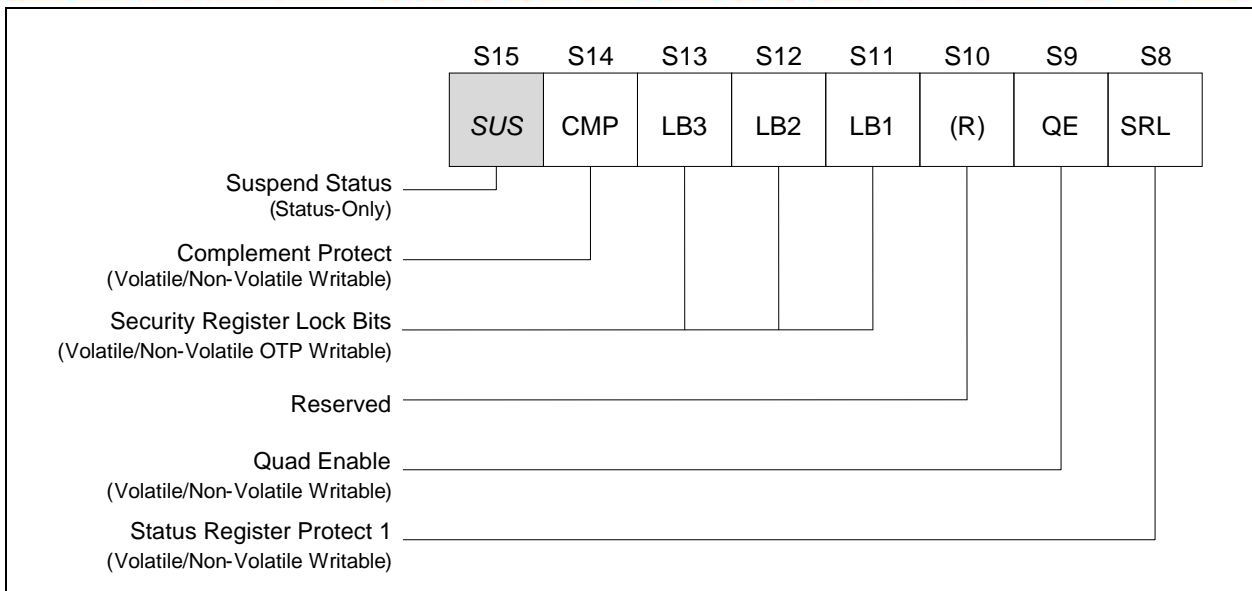 S15 S14 S13 S12 S11 S10 S9 S8
SUS CMP LB3 LB2 LB1 (R) QE SRL
Suspend Status
(Status-Only)
Complement Protect
(Volatile/Non-Volatile Writable)
Security Register Lock Bits
(Volatile/Non-Volatile OTP Writable)
Reserved
Quad Enable
(Volatile/Non-Volatile Writable)
Status Register Protect 1
(Volatile/Non-Volatile Writable)